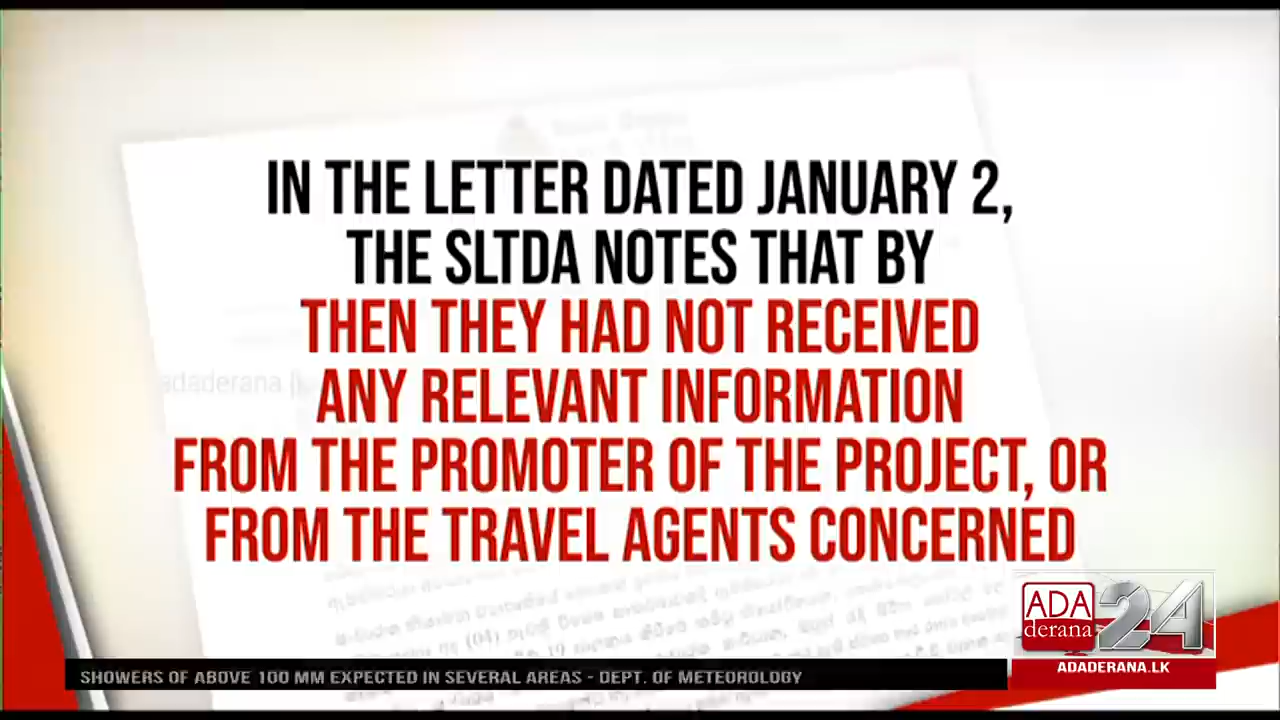 IN THE LETTER DATED JANUARY 2,
THE SLTDA NOTES THAT BY
THEN THEY HAD NOT RECEIVED
ANY RELEVANT INFORMATION
FROM THE PROMOTER OF THE PROJECT, OR
FROM THE TRAVEL AGENTS CONCERNED
adaderana
ADA
derana
24
ADADERANA.LK
SHOWERS OF ABOVE 100 MM EXPECTED IN SEVERAL AREAS - DEPT. OF METEOROLOGY